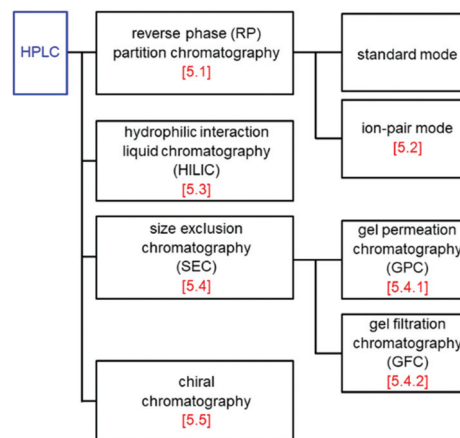 HPLC
reverse phase (RP)
partition chromatography
[5.1]
standard mode
ion-pair mode
[5.2]
hydrophilic interaction
liquid chromatography
(HILIC)
[5.3]
size exclusion
chromatography
(SEC)
[5.4]
gel permeation
chromatography
(GPC)
[5.4.1]
gel filtration
chromatography
(GFC)
[5.4.2]
chiral
chromatography
[5.5]